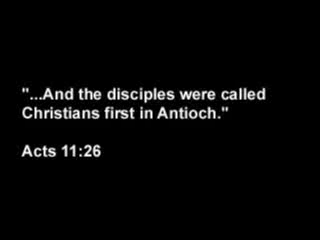 "...And the disciples were called
Christians first in Antioch."
Acts 11:26